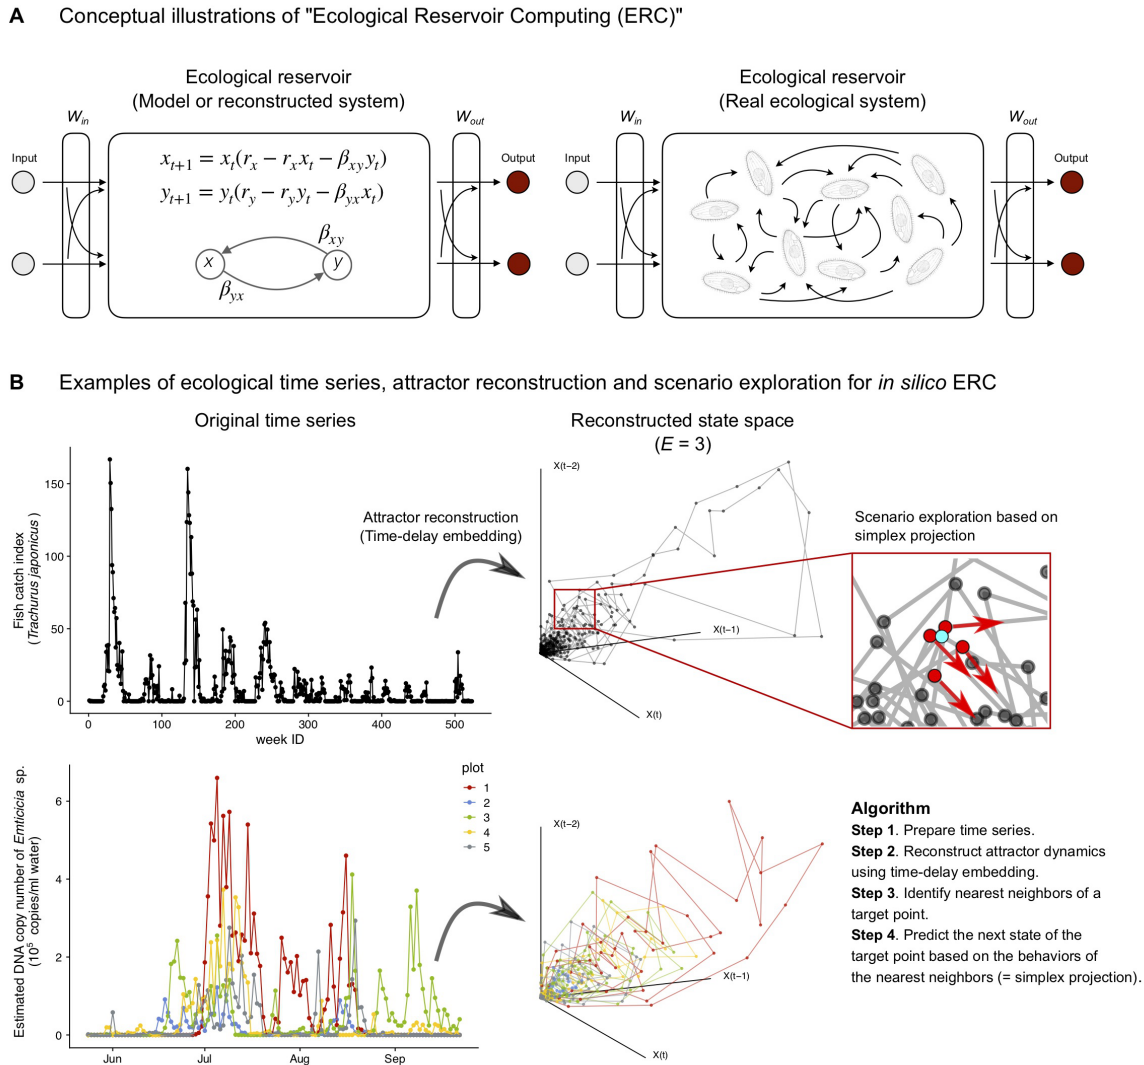 A Conceptual illustrations of "Ecological Reservoir Computing (ERC)"
Ecological reservoir
(Model or reconstructed system)
W_in
W_out
Input
Output
x_{t+1} = x_t(r_x − r_x x_t − β_{xy} y_t)
y_{t+1} = y_t(r_y − r_y y_t − β_{yx} x_t)
β_{xy}
x
y
β_{yx}
Ecological reservoir
(Real ecological system)
W_in
W_out
Input
Output
B Examples of ecological time series, attractor reconstruction and scenario exploration for in silico ERC
Original time series
Reconstructed state space
(E = 3)
Fish catch index
(Trachurus japonicus)
150
100
50
0
0 100 200 300 400 500
week ID
Attractor reconstruction
(Time-delay embedding)
X(t−2)
X(t−1)
X(t)
Scenario exploration based on
simplex projection
Estimated DNA copy number of Emticicia sp.
(10^5 copies/ml water)
6
4
2
0
Jun Jul Aug Sep
plot
1
2
3
4
5
X(t−2)
X(t−1)
X(t)
Algorithm
Step 1. Prepare time series.
Step 2. Reconstruct attractor dynamics
using time-delay embedding.
Step 3. Identify nearest neighbors of a
target point.
Step 4. Predict the next state of the
target point based on the behaviors of
the nearest neighbors (= simplex projection).